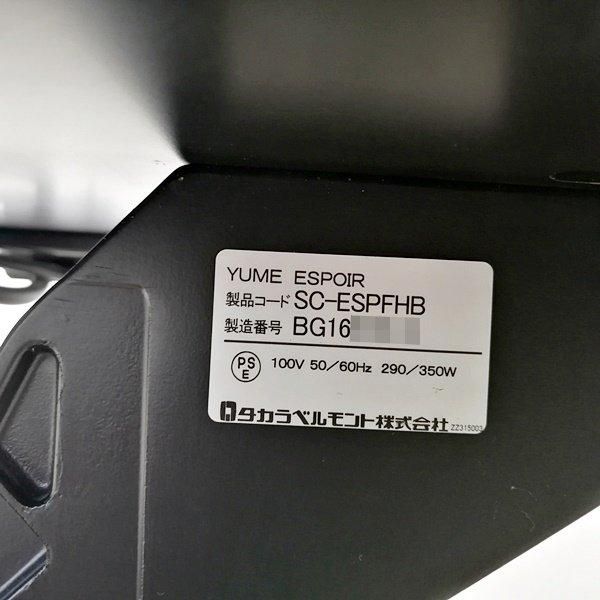 YUME ESPOIR
製品コード SC-ESPFHB
製造番号 BG16
PS
E
100V 50/60Hz 290/350W
タカラベルモント株式会社 ZZ315003